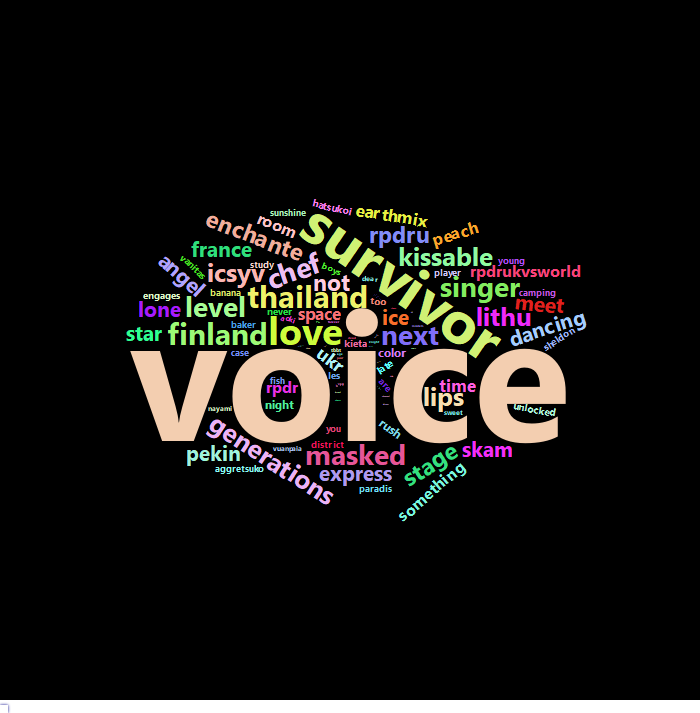 hatsukoi
sunshine
earthmix
room
enchante
survivor
rpdru
peach
france
kissable
vanitas
study
chef
boys
young
angel
icsyv
not
dear
player
rpdrukvsworld
banana
singer
camping
engages
thailand
too
meet
lone
level
never
space
ice
lithu
dancing
star
finland
baker
love
next
sheldon
kieta
case
ukr
color
voice
late
fish
les
are
rpdr
time
lips
night
nayami
sweet
unlocked
generations
you
rush
district
pekin
vuanpaia
masked
stage
skam
aggretsuko
express
something
paradis